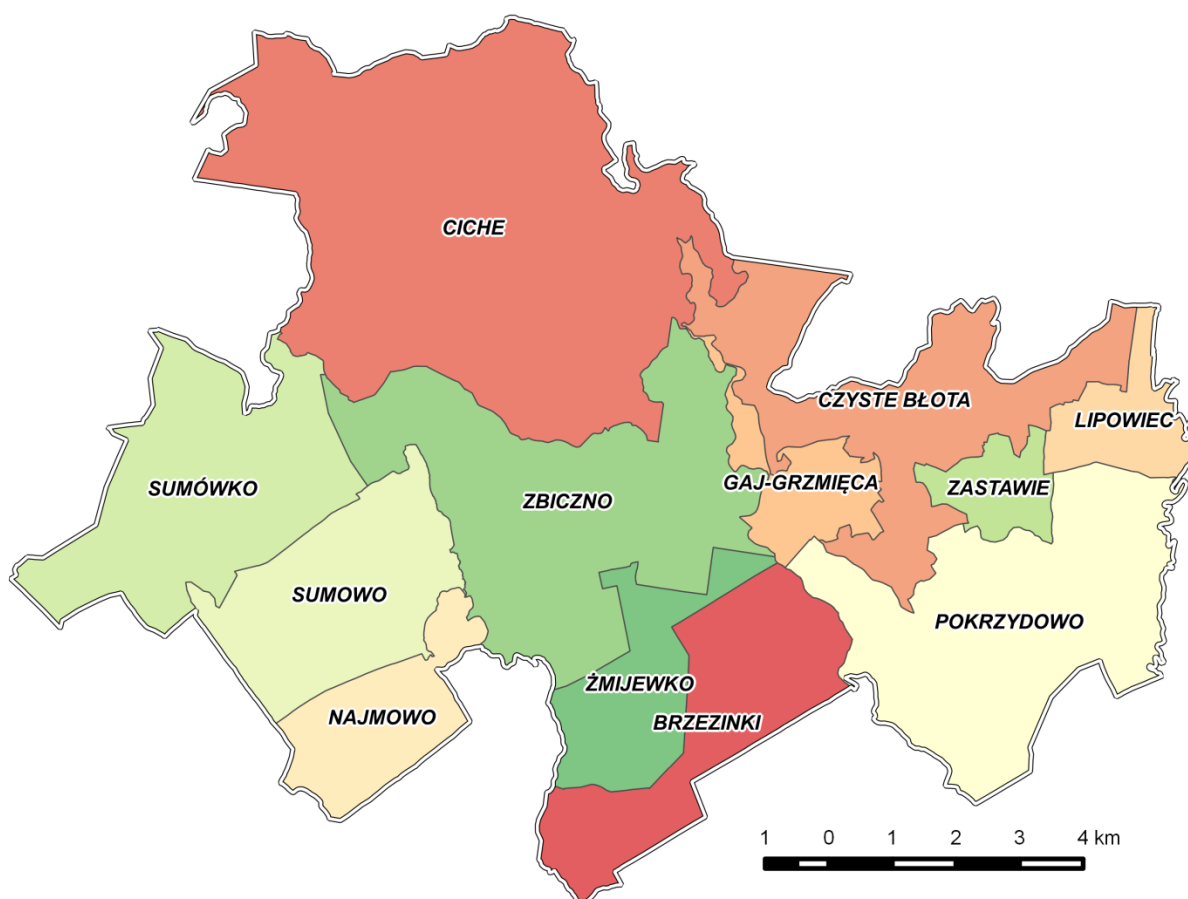 CICHE
CZYSTE BŁOTA
LIPOWIEC
SUMÓWKO
ZBICZNO
GAJ-GRZMIĘCA
ZASTAWIE
SUMOWO
POKRZYDOWO
ŻMIJEWKO
NAJMOWO
BRZEZINKI
1 0 1 2 3 4 km